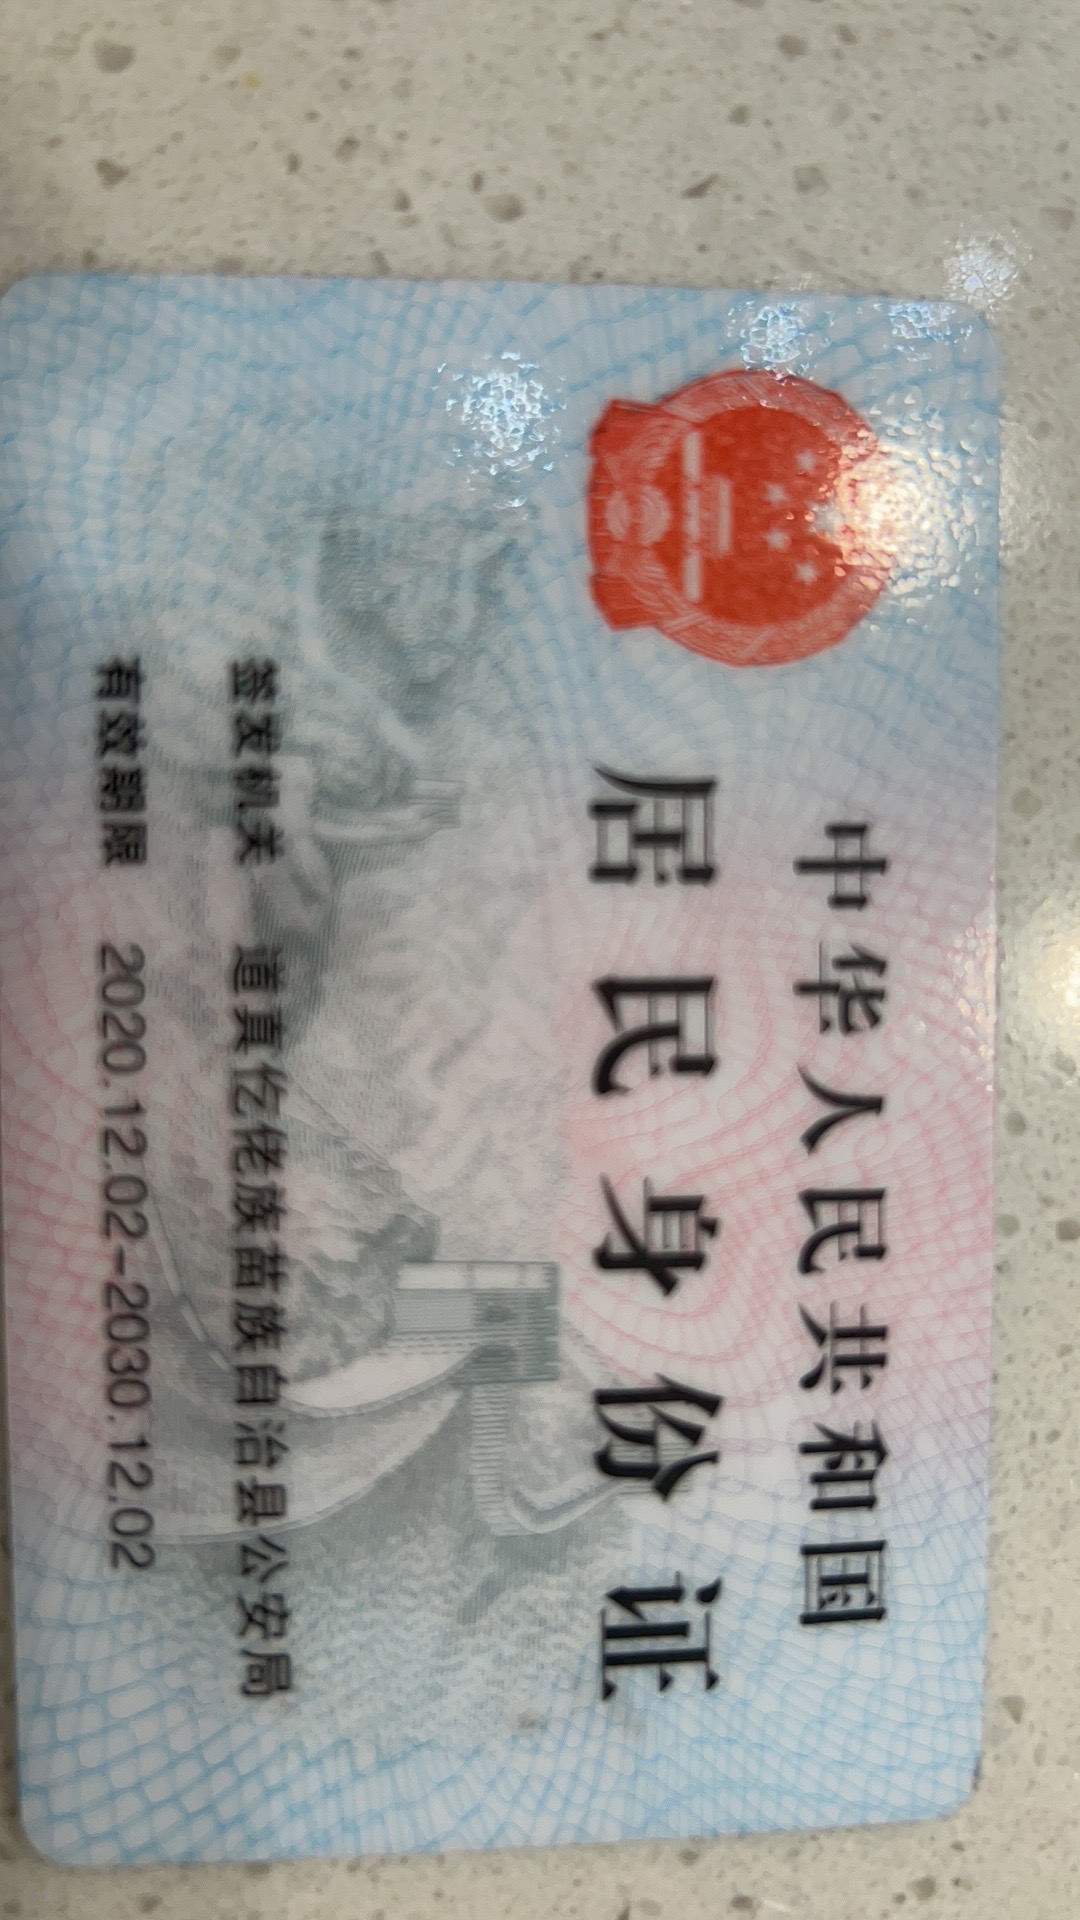 中华人民共和国
居民身份证
签发机关 道真仡佬族苗族自治县公安局
有效期限 2020.12.02-2030.12.02